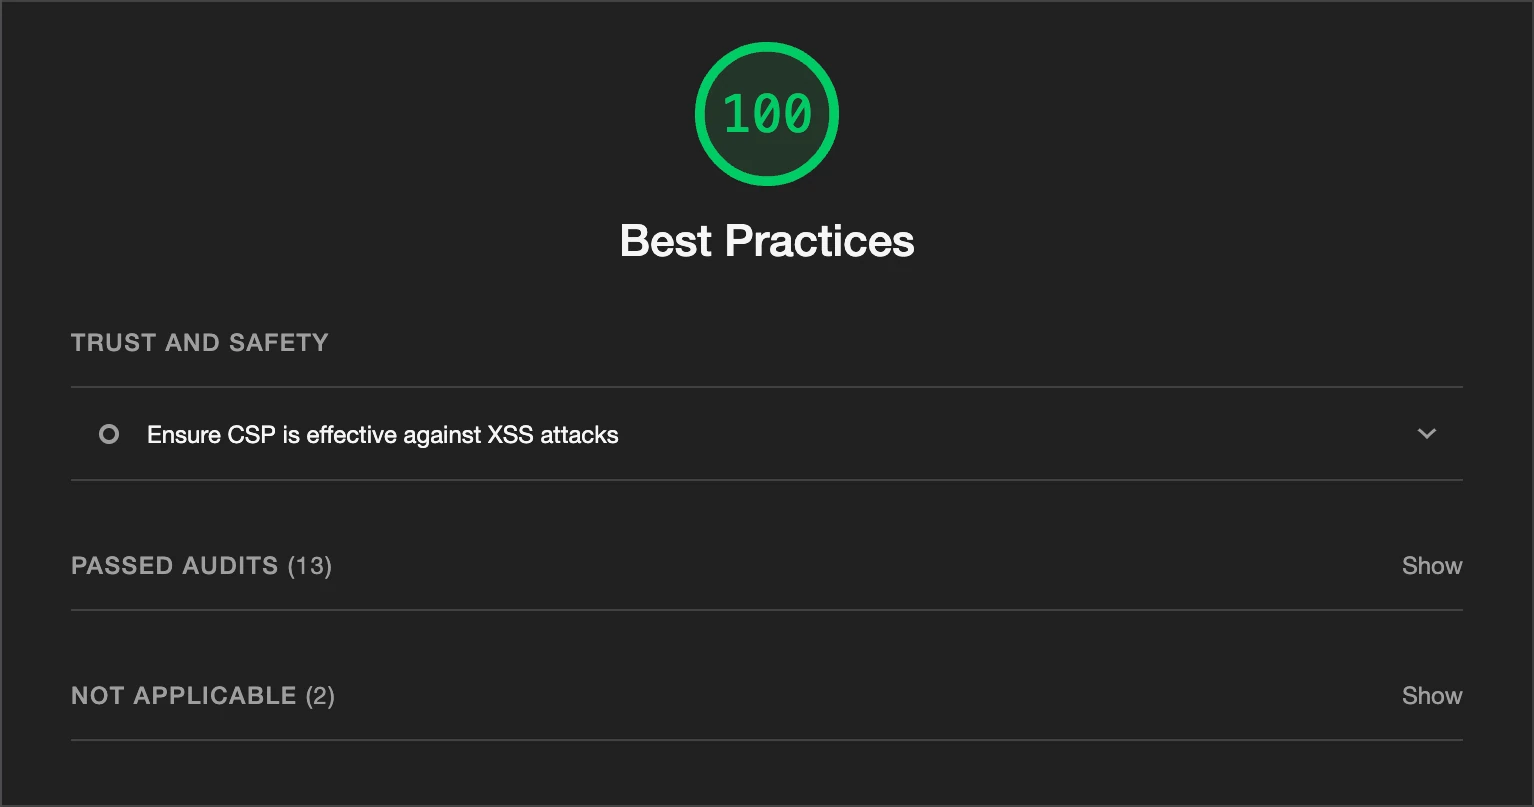 100
Best Practices
TRUST AND SAFETY
Ensure CSP is effective against XSS attacks
PASSED AUDITS (13) Show
NOT APPLICABLE (2) Show